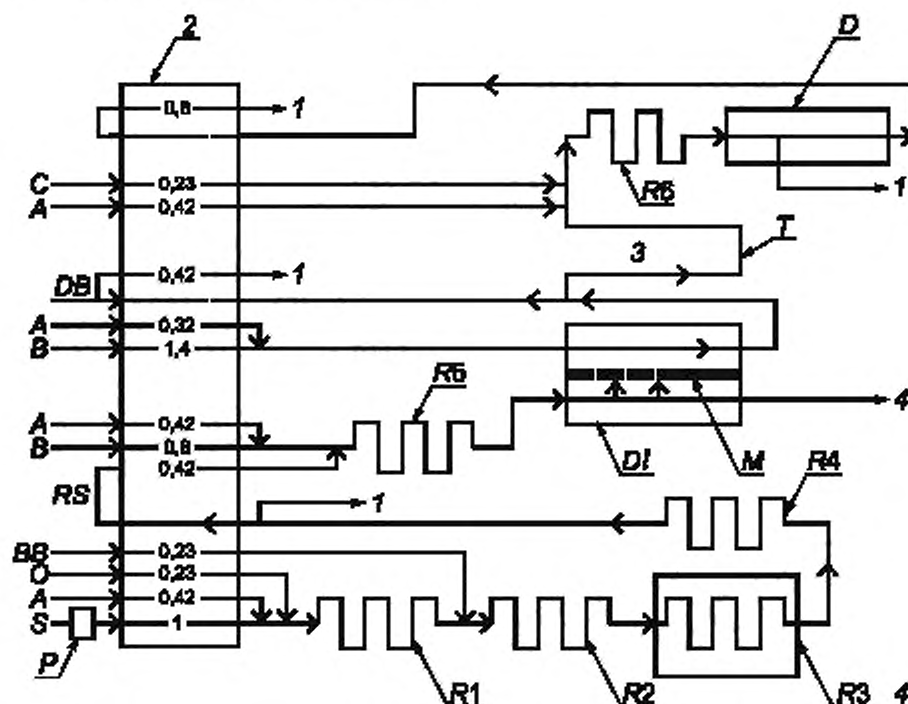 2 D
0,8 1
C 0,23
A 0,42
R6 1
T
3
0,42 1
DB
A 0,32
B 1,4
R5
A 0,42
B 0,8
0,42
4
DI M R4
RS 1
BB 0,23
O 0,23
A 0,42
S 1
P
R1 R2 R3 4